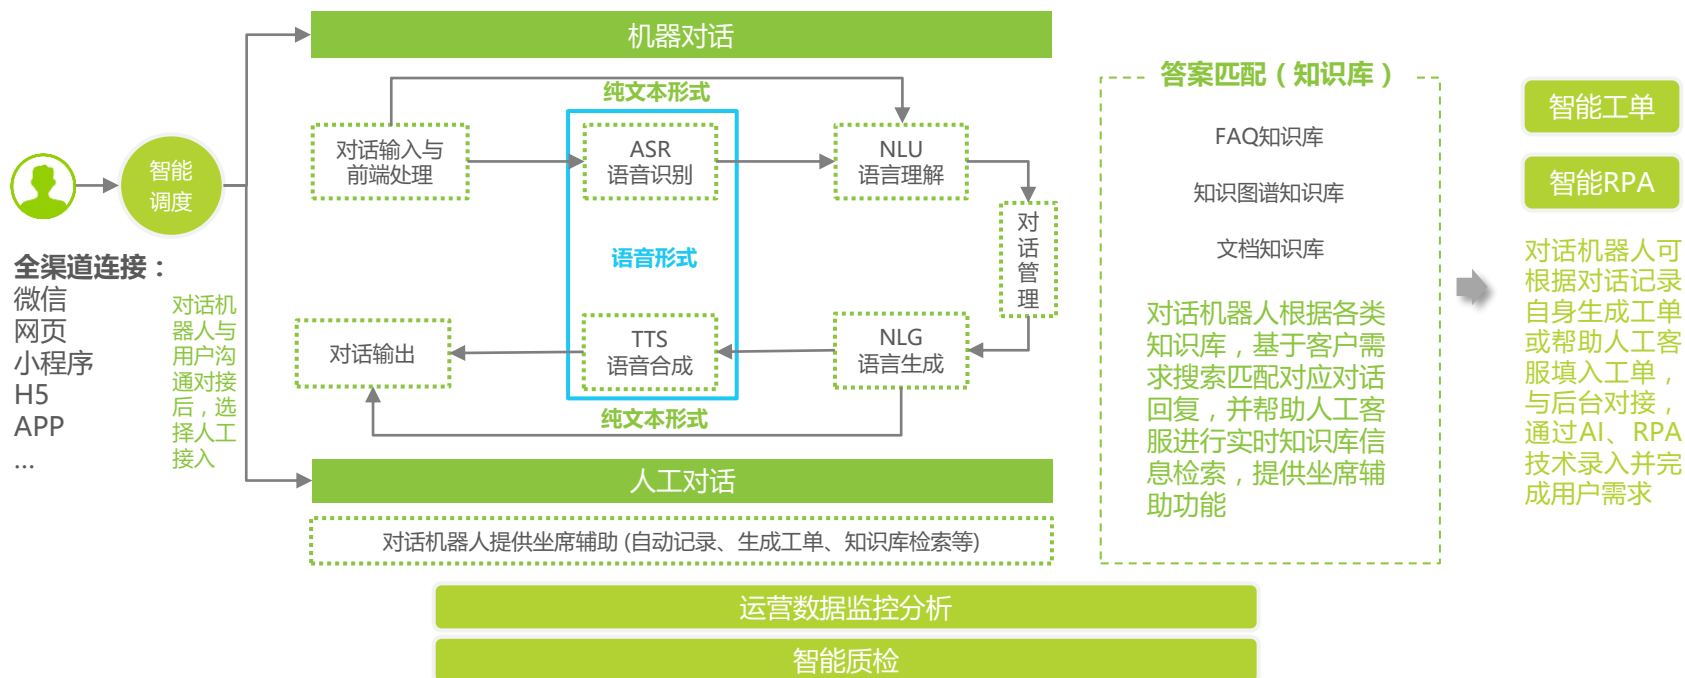 机器对话
纯文本形式
对话输入与
前端处理
ASR
语音识别
NLU
语言理解
智能
调度
对
话
管
理
语音形式
全渠道连接：
微信
网页
小程序
H5
APP
...
对话机
器人与
用户沟
通对接
后，选
择人工
接入
对话输出
TTS
语音合成
NLG
语言生成
纯文本形式
人工对话
对话机器人提供坐席辅助 (自动记录、生成工单、知识库检索等)
答案匹配（知识库）
FAQ知识库
知识图谱知识库
文档知识库
对话机器人根据各类
知识库，基于客户需
求搜索匹配对应对话
回复，并帮助人工客
服进行实时知识库信
息检索，提供坐席辅
助功能
智能工单
智能RPA
对话机器人可
根据对话记录
自身生成工单
或帮助人工客
服填入工单，
与后台对接，
通过AI、RPA
技术录入并完
成用户需求
运营数据监控分析
智能质检